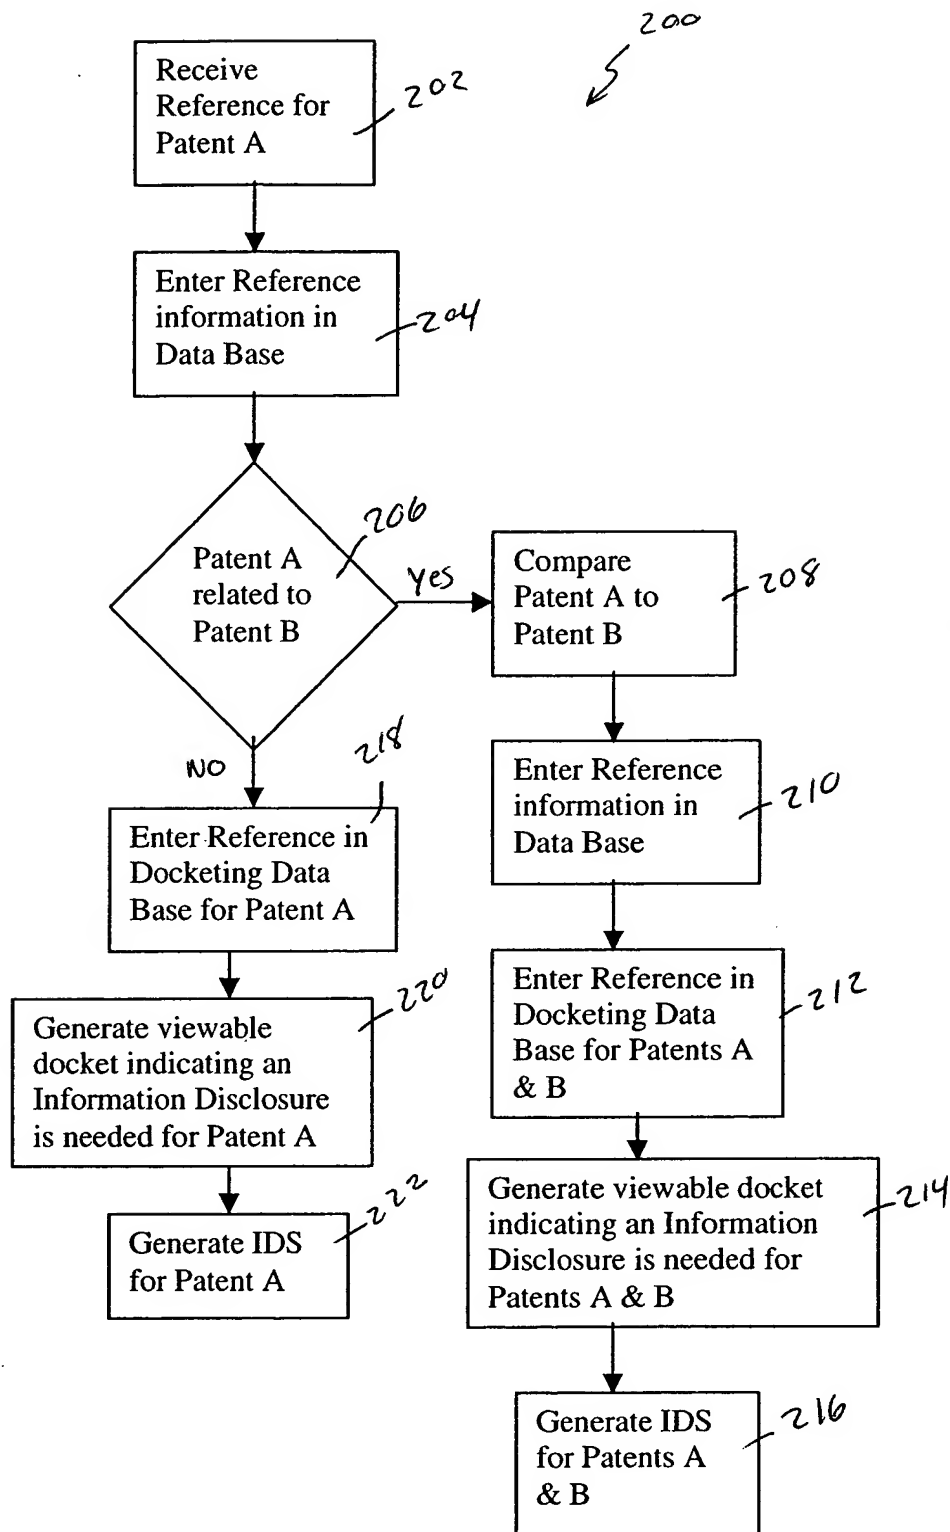 200
Receive
Reference for
Patent A
202
Enter Reference
information in
Data Base
204
Patent A
related to
Patent B
206
Yes
NO
Compare
Patent A to
Patent B
208
Enter Reference
information in
Data Base
210
Enter Reference in
Docketing Data
Base for Patents A
& B
212
Generate viewable
docket indicating an Information
Disclosure is needed for
Patents A & B
214
Generate IDS
for Patents A
& B
216
Enter Reference in
Docketing Data
Base for Patent A
218
Generate viewable
docket indicating an
Information Disclosure
is needed for Patent A
220
Generate IDS
for Patent A
222